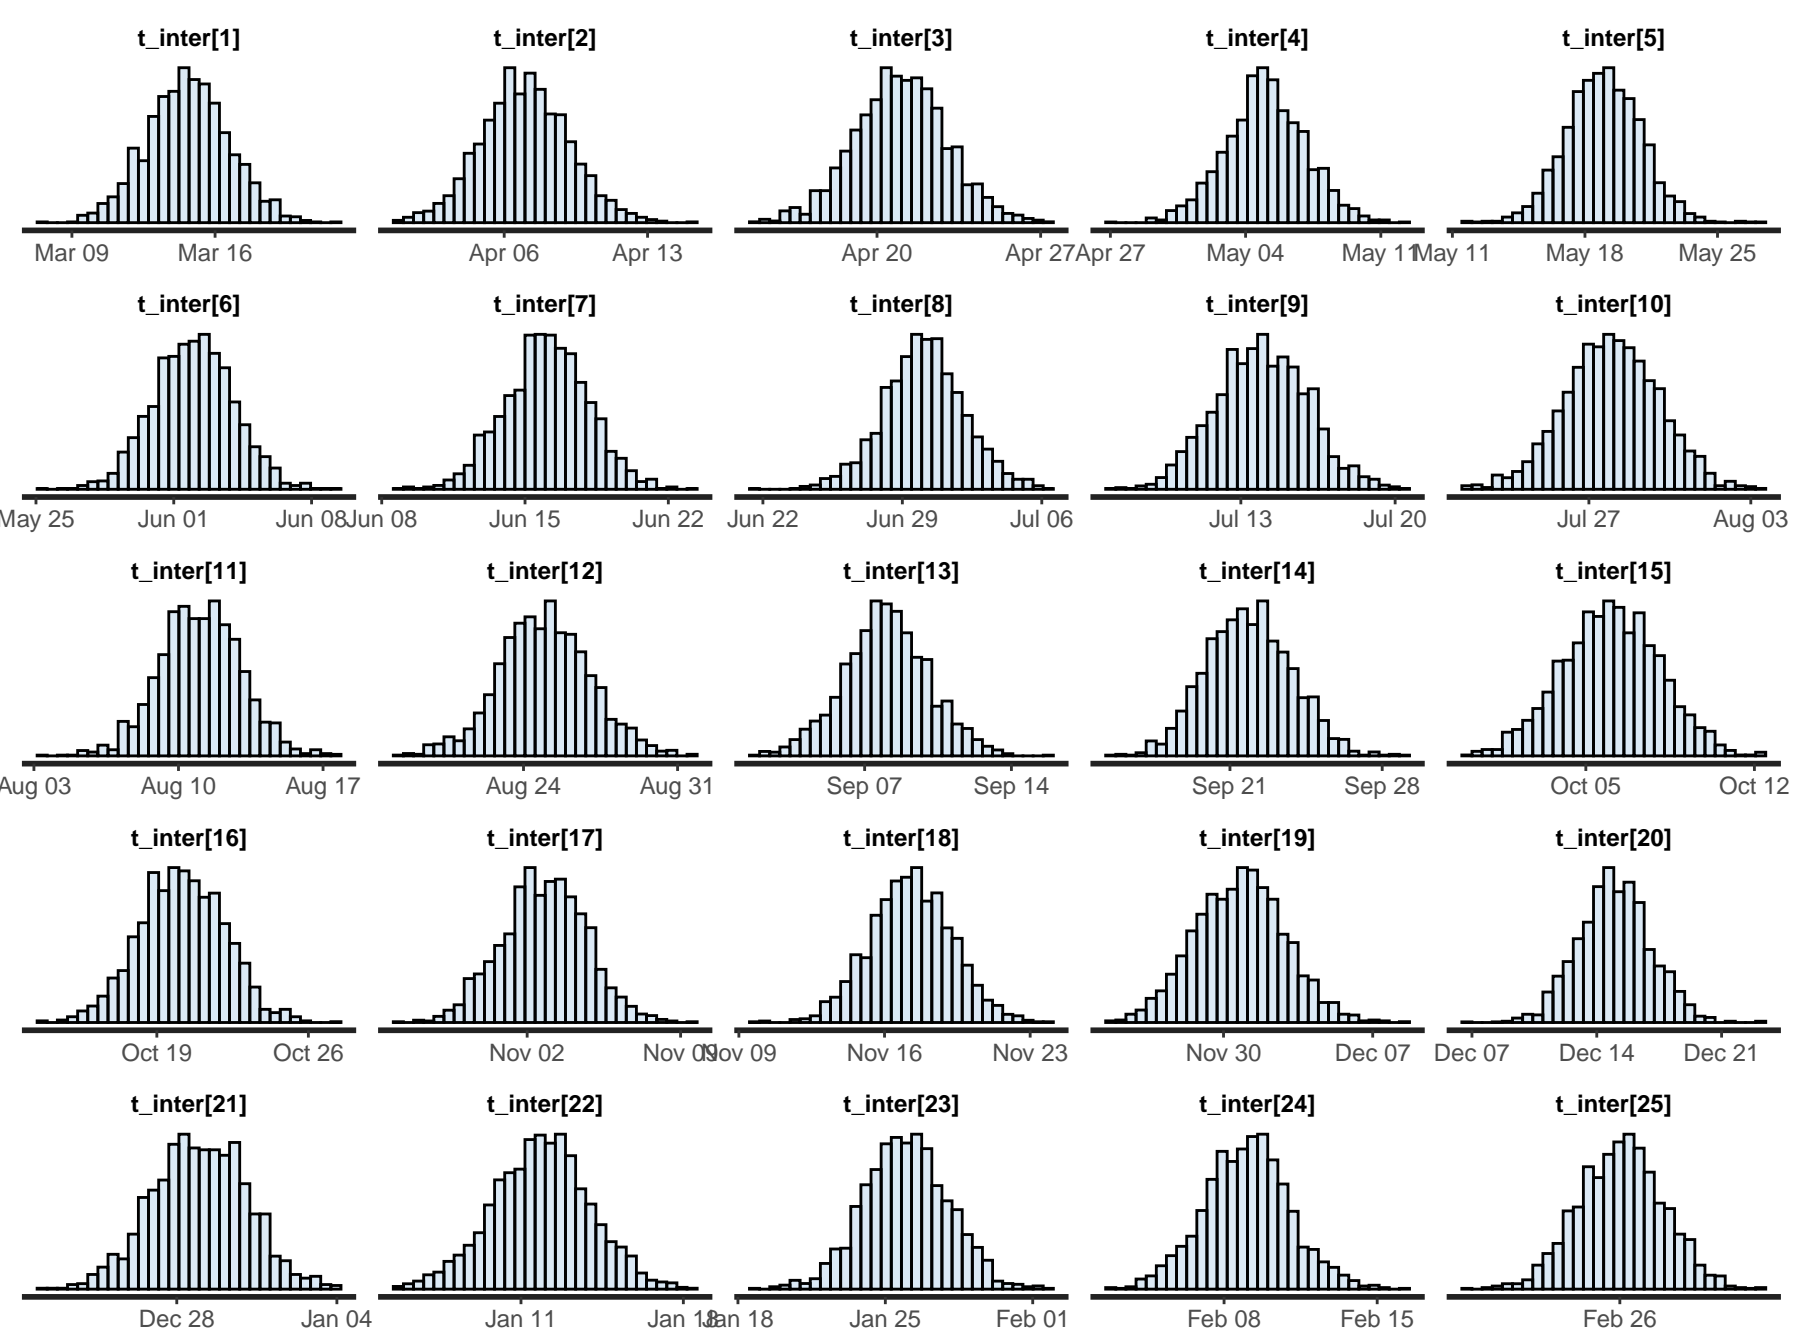 t_inter[1] t_inter[2] t_inter[3] t_inter[4] t_inter[5]
Mar 09 Mar 16 Apr 06 Apr 13 Apr 20 Apr 27 Apr 27 May 04 May 11 May 11 May 18 May 25
t_inter[6] t_inter[7] t_inter[8] t_inter[9] t_inter[10]
May 25 Jun 01 Jun 08 Jun 08 Jun 15 Jun 22 Jun 22 Jun 29 Jul 06 Jul 13 Jul 20 Jul 27 Aug 03
t_inter[11] t_inter[12] t_inter[13] t_inter[14] t_inter[15]
Aug 03 Aug 10 Aug 17 Aug 24 Aug 31 Sep 07 Sep 14 Sep 21 Sep 28 Oct 05 Oct 12
t_inter[16] t_inter[17] t_inter[18] t_inter[19] t_inter[20]
Oct 19 Oct 26 Nov 02 Nov 09 Nov 09 Nov 16 Nov 23 Nov 30 Dec 07 Dec 07 Dec 14 Dec 21
t_inter[21] t_inter[22] t_inter[23] t_inter[24] t_inter[25]
Dec 28 Jan 04 Jan 11 Jan 18 Jan 18 Jan 25 Feb 01 Feb 08 Feb 15 Feb 26